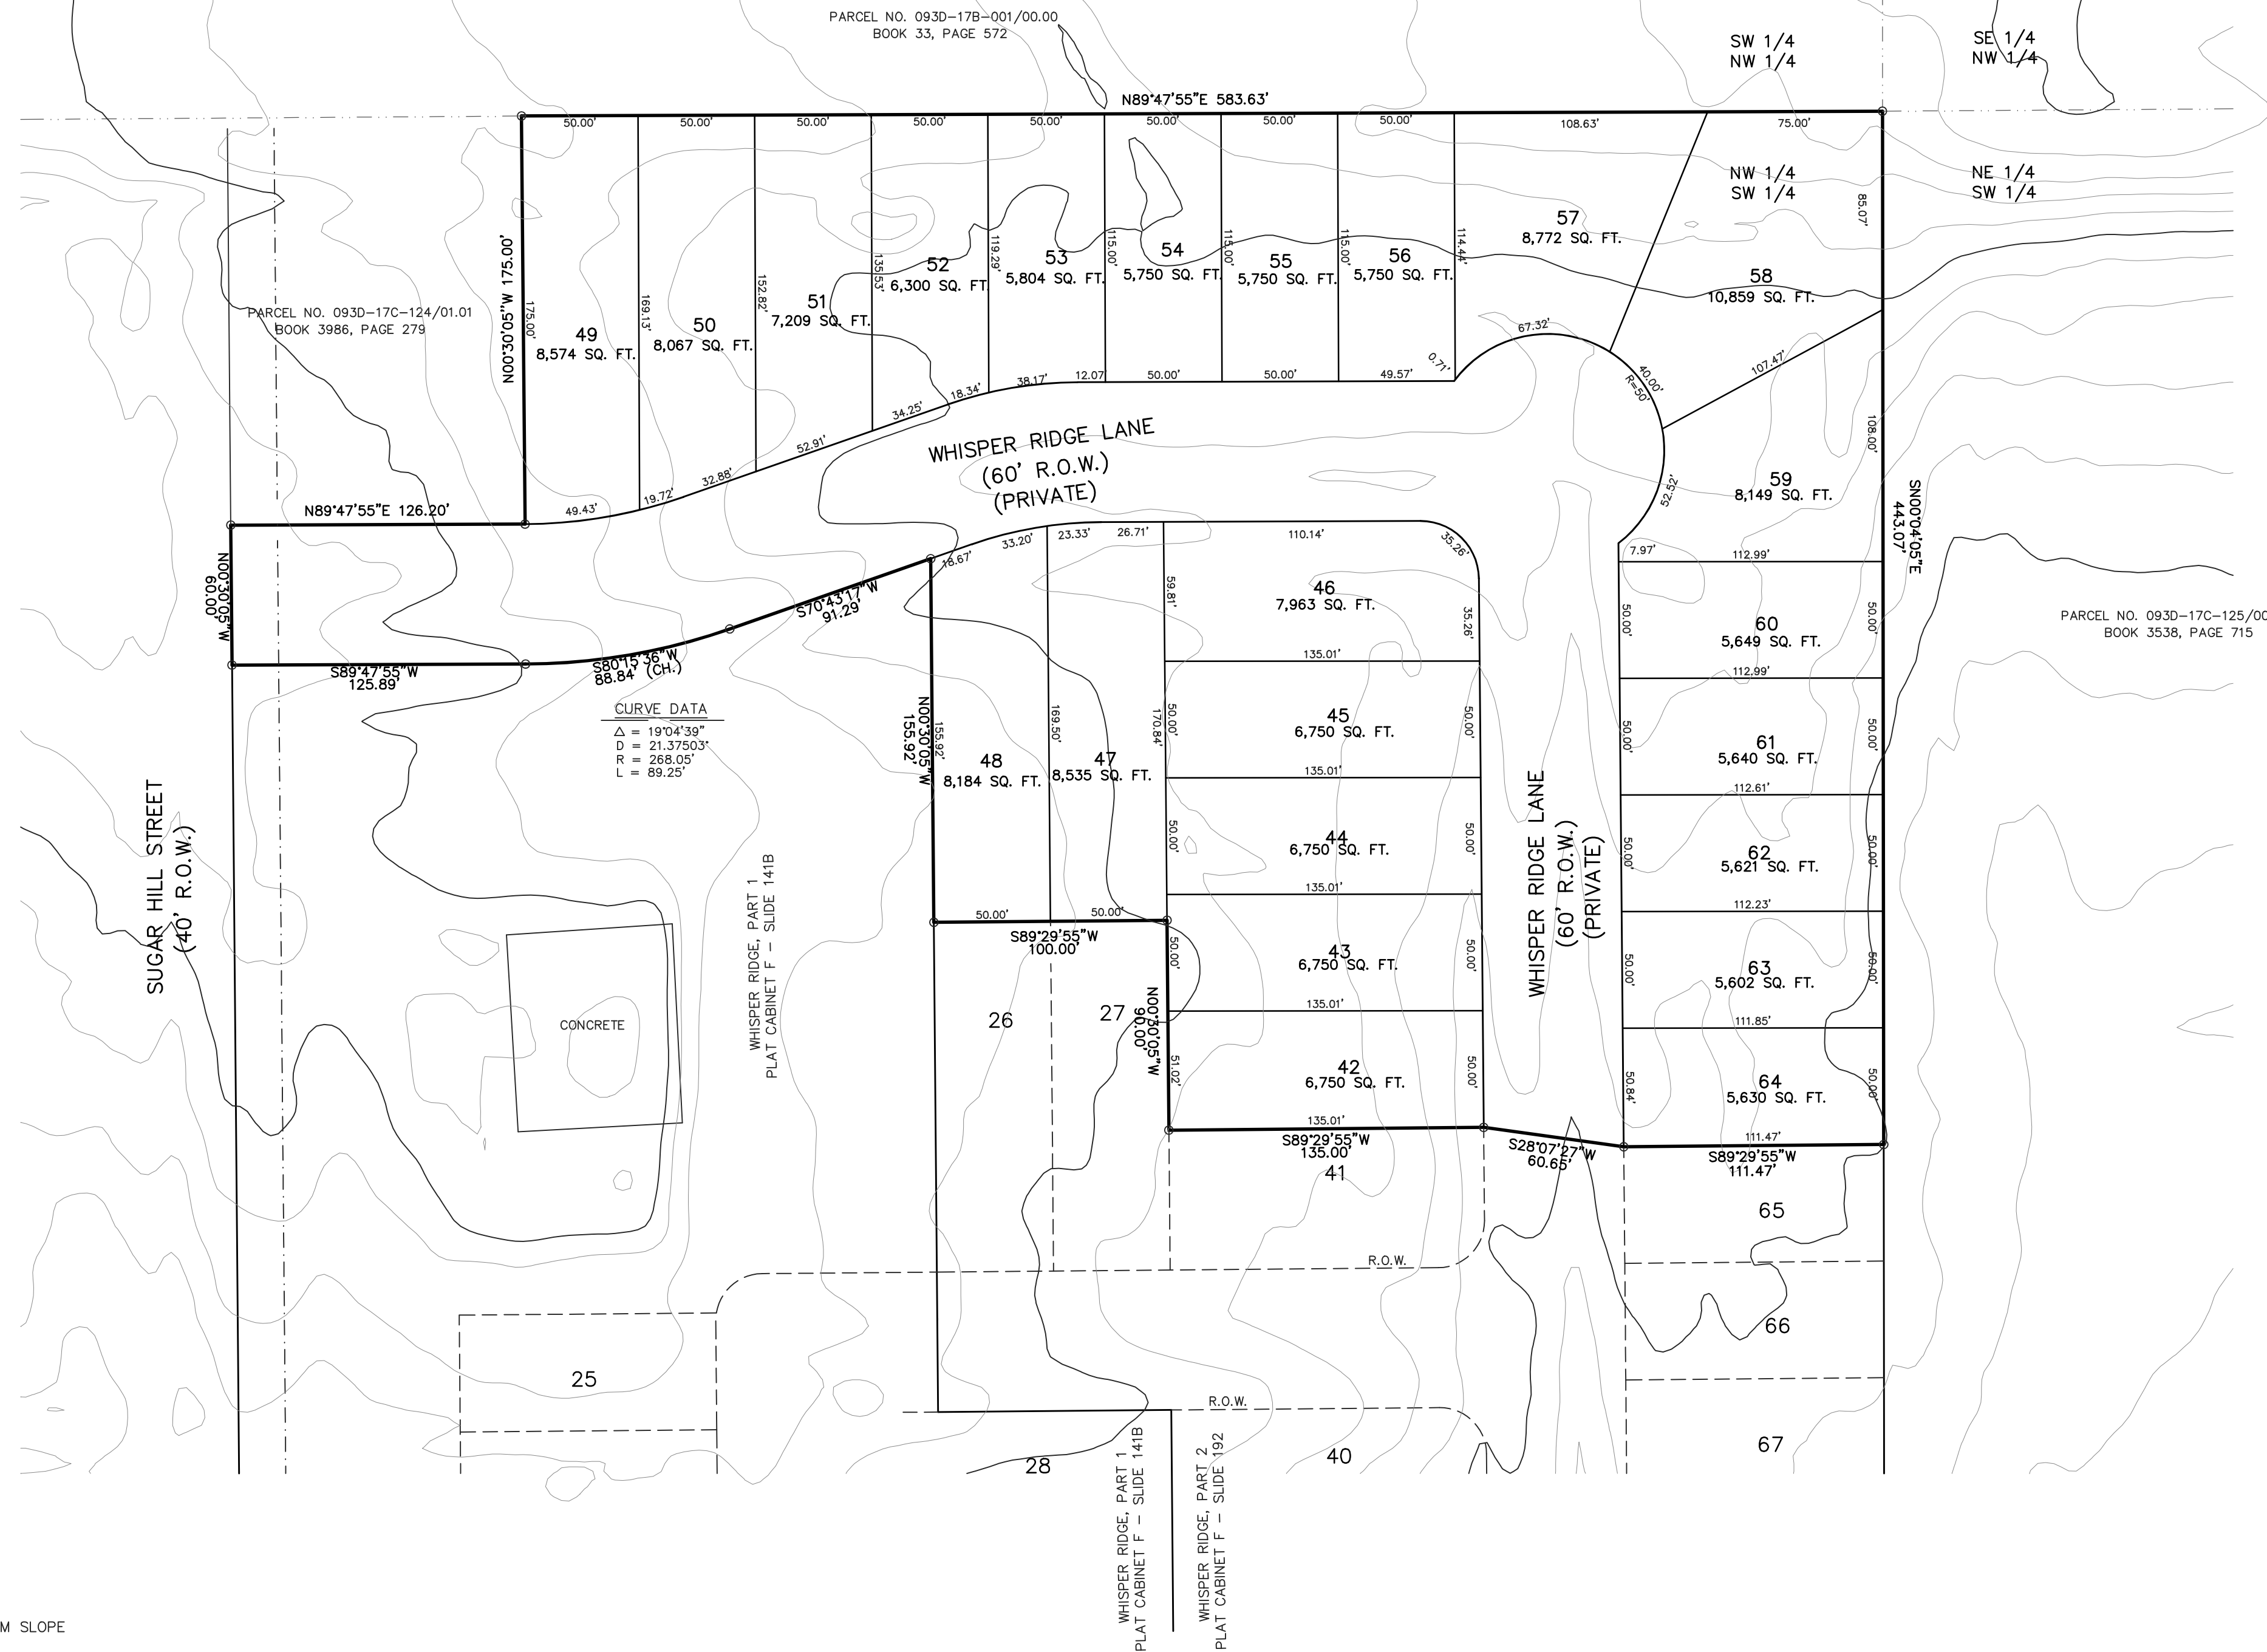 PARCEL NO. 093D-17B-001/00.00
BOOK 33, PAGE 572
SW 1/4
NW 1/4
SE 1/4
NW 1/4
N89°47'55"E 583.63'
50.00'
50.00'
50.00'
50.00'
50.00'
50.00'
50.00'
50.00'
108.63'
75.00'
NW 1/4
SW 1/4
NE 1/4
SW 1/4
85.07'
N00°30'05"W 175.00'
175.00'
169.13'
152.82'
135.53'
119.29'
115.00'
115.00'
115.00'
114.44'
49
8,574 SQ. FT.
50
8,067 SQ. FT.
51
7,209 SQ. FT.
52
6,300 SQ. FT.
53
5,804 SQ. FT.
54
5,750 SQ. FT.
55
5,750 SQ. FT.
56
5,750 SQ. FT.
57
8,772 SQ. FT.
58
10,859 SQ. FT.
PARCEL NO. 093D-17C-124/01.01
BOOK 3986, PAGE 279
49.43'
19.72'
32.88'
52.91'
34.25'
18.34'
38.17'
12.07'
50.00'
50.00'
49.57'
0.71'
67.32'
40.00'
R=50'
107.47'
108.00'
52.52'
59
8,149 SQ. FT.
SN00°04'05"E
443.07'
WHISPER RIDGE LANE
(60' R.O.W.)
(PRIVATE)
N89°47'55"E 126.20'
N00°30'05"W
60.00'
S89°47'55"W
125.89'
S80°15'36"W
88.84' (CH.)
S70°43'17"W
91.29'
18.67'
33.20'
23.33'
26.71'
110.14'
35.26'
35.26'
7.97'
112.99'
59.81'
46
7,963 SQ. FT.
135.01'
50.00'
60
5,649 SQ. FT.
50.00'
112.99'
PARCEL NO. 093D-17C-125/00
BOOK 3538, PAGE 715
CURVE DATA
△ = 19°04'39"
D = 21.37503°
R = 268.05'
L = 89.25'
N00°30'05"W
155.92'
155.92'
169.50'
170.84'
50.00'
48
8,184 SQ. FT.
47
8,535 SQ. FT.
45
6,750 SQ. FT.
50.00'
135.01'
50.00'
61
5,640 SQ. FT.
50.00'
112.61'
50.00'
44
6,750 SQ. FT.
50.00'
135.01'
50.00'
62
5,621 SQ. FT.
50.00'
112.23'
SUGAR HILL STREET
(40' R.O.W.)
WHISPER RIDGE, PART 1
PLAT CABINET F - SLIDE 141B
WHISPER RIDGE LANE
(60' R.O.W.)
(PRIVATE)
50.00'
50.00'
S89°29'55"W
100.00'
50.00'
43
6,750 SQ. FT.
50.00'
135.01'
50.00'
63
5,602 SQ. FT.
50.00'
111.85'
CONCRETE
26
27
N00°30'05"W
90.00'
51.02'
42
6,750 SQ. FT.
50.00'
135.01'
S89°29'55"W
135.00'
41
S28°07'27"W
60.65'
50.84'
64
5,630 SQ. FT.
50.00'
111.47'
S89°29'55"W
111.47'
65
R.O.W.
66
25
R.O.W.
67
28
40
WHISPER RIDGE, PART 1
PLAT CABINET F - SLIDE 141B
WHISPER RIDGE, PART 2
PLAT CABINET F - SLIDE 192
M SLOPE